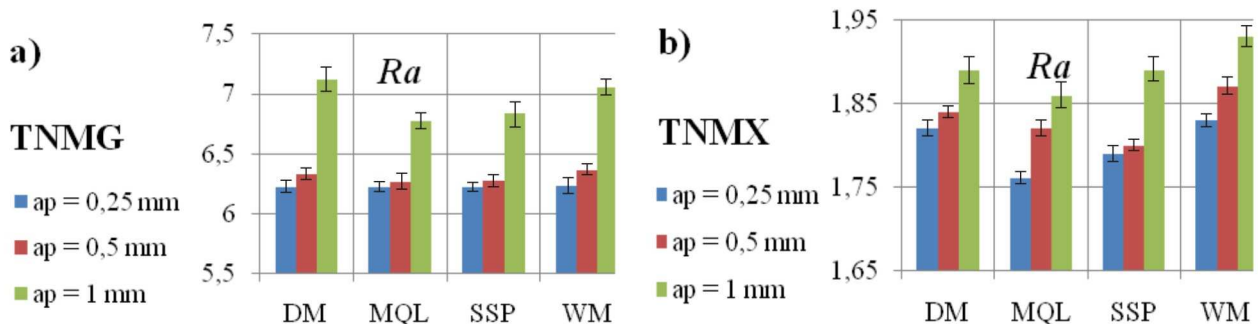 a)
TNMG
ap = 0,25 mm
ap = 0,5 mm
ap = 1 mm
7,5
7
6,5
6
5,5
Ra
DM MQL SSP WM
b)
TNMX
ap = 0,25 mm
ap = 0,5 mm
ap = 1 mm
1,95
1,85
1,75
1,65
Ra
DM MQL SSP WM